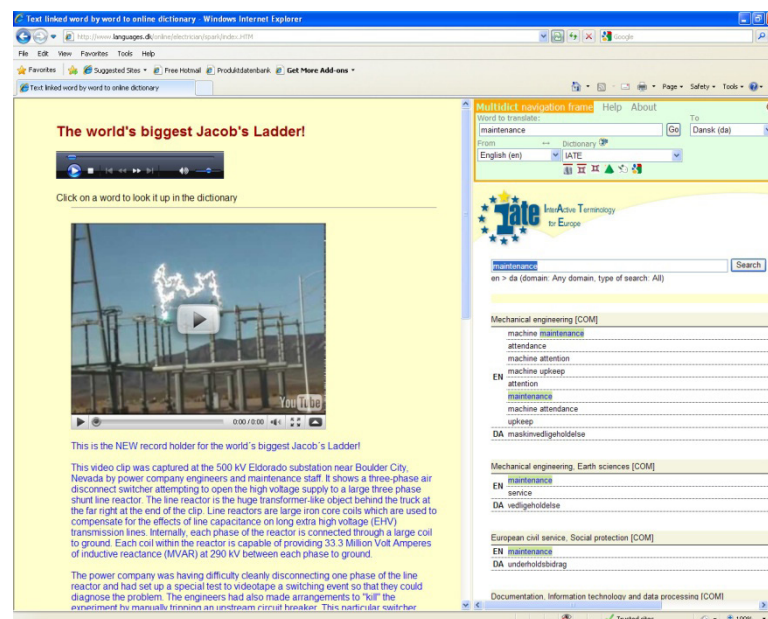 Text linked word by word to online dictionary - Windows Internet Explorer
http://www.languages.dk/online/electrician/spark/index.HTM
Google
File Edit View Favorites Tools Help
Favorites Suggested Sites Free Hotmail Produktdatenbank Get More Add-ons
Text linked word by word to online dictionary
Page Safety Tools
The world's biggest Jacob's Ladder!
Click on a word to look it up in the dictionary
You Tube
0:00 / 0:00
This is the NEW record holder for the world´s biggest Jacob´s Ladder!
This video clip was captured at the 500 kV Eldorado substation near Boulder City,
Nevada by power company engineers and maintenance staff. It shows a three-phase air
disconnect switcher attempting to open the high voltage supply to a large three phase
shunt line reactor. The line reactor is the huge transformer-like object behind the truck at
the far right at the end of the clip. Line reactors are large iron core coils which are used to
compensate for the effects of line capacitance on long extra high voltage (EHV)
transmission lines. Internally, each phase of the reactor is connected through a large coil
to ground. Each coil within the reactor is capable of providing 33.3 Million Volt Amperes
of inductive reactance (MVAR) at 290 kV between each phase to ground.
The power company was having difficulty cleanly disconnecting one phase of the line
reactor and had set up a special test to videotape a switching event so that they could
diagnose the problem. The engineers had also made arrangements to "kill" the
experiment by manually tripping an upstream circuit breaker. This particular switcher
Multidict navigation frame Help About
Word to translate: To
maintenance Go Dansk (da)
From Dictionary
English (en) IATE
Iate InterActive Terminology
for Europe
maintenance Search
en > da (domain: Any domain, type of search: All)
Mechanical engineering [COM]
machine maintenance
attendance
machine attention
machine upkeep
EN attention
maintenance
machine attendance
upkeep
DA maskinvedligeholdelse
Mechanical engineering, Earth sciences [COM]
EN maintenance
service
DA vedligeholdelse
European civil service, Social protection [COM]
EN maintenance
DA underholdsbidrag
Documentation, Information technology and data processing [COM]
Trusted sites 100%